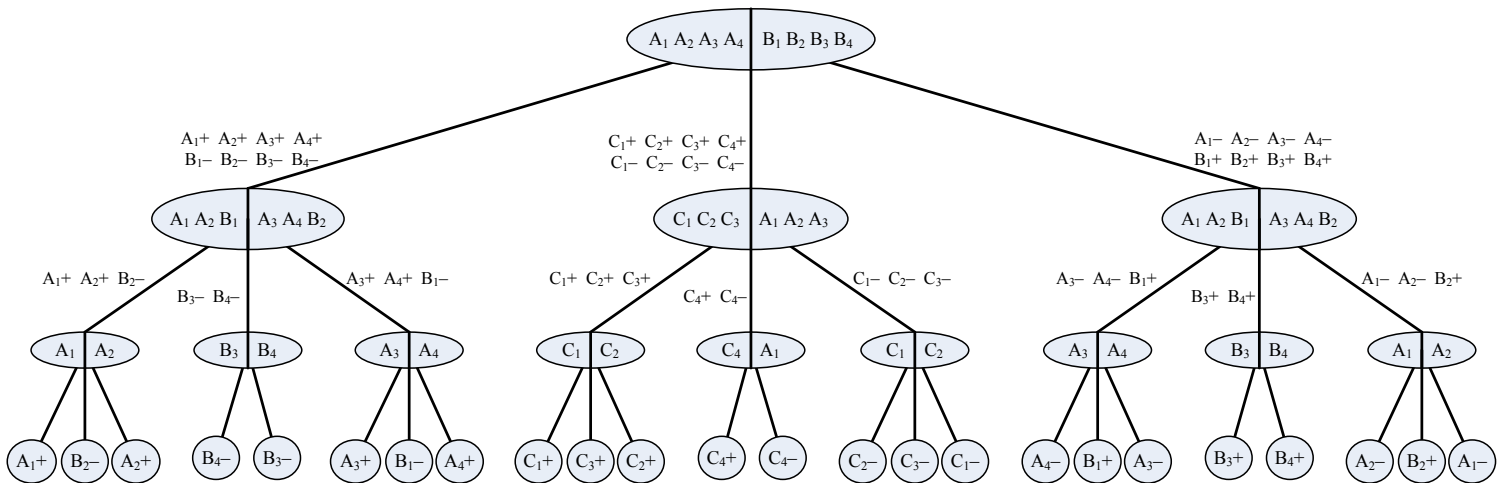 A₁ A₂ A₃ A₄ B₁ B₂ B₃ B₄
A₁+ A₂+ A₃+ A₄+
B₁− B₂− B₃− B₄−
C₁+ C₂+ C₃+ C₄+
C₁− C₂− C₃− C₄−
A₁− A₂− A₃− A₄−
B₁+ B₂+ B₃+ B₄+
A₁ A₂ B₁ A₃ A₄ B₂
C₁ C₂ C₃ A₁ A₂ A₃
A₁ A₂ B₁ A₃ A₄ B₂
A₁+ A₂+ B₂−
B₃− B₄−
A₃+ A₄+ B₁−
C₁+ C₂+ C₃+
C₄+ C₄−
C₁− C₂− C₃−
A₃− A₄− B₁+
B₃+ B₄+
A₁− A₂− B₂+
A₁ A₂
B₃ B₄
A₃ A₄
C₁ C₂
C₄ A₁
C₁ C₂
A₃ A₄
B₃ B₄
A₁ A₂
A₁+ B₂− A₂+
B₄− B₃−
A₃+ B₁− A₄+
C₁+ C₃+ C₂+
C₄+ C₄−
C₂− C₃− C₁−
A₄− B₁+ A₃−
B₃+ B₄+
A₂− B₂+ A₁−